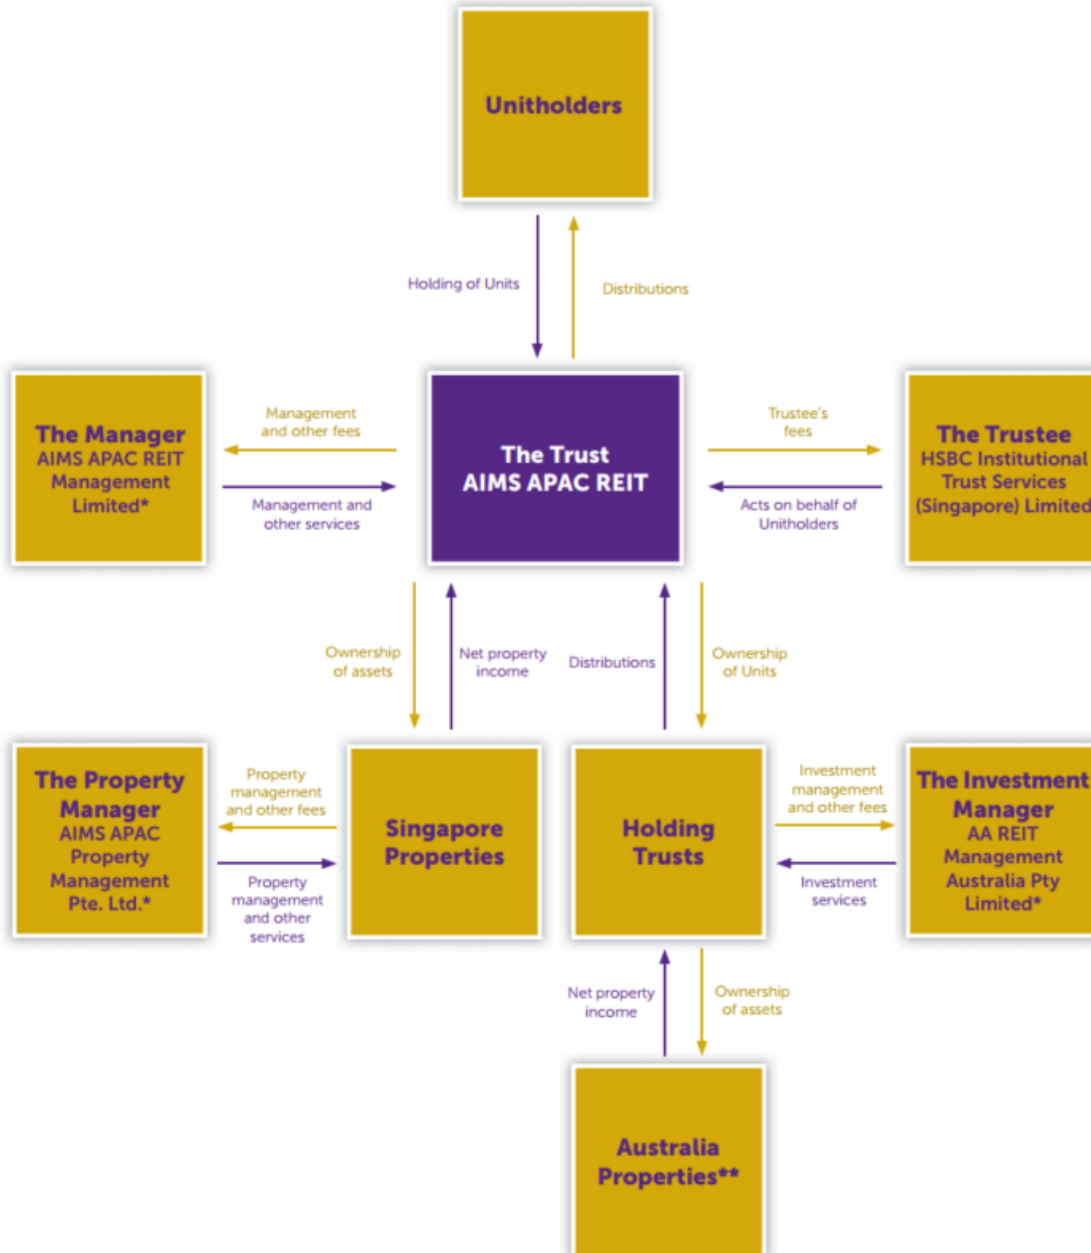 Unitholders
Holding of Units
Distributions
The Manager
AIMS APAC REIT
Management
Limited*
Management
and other fees
Management and
other services
The Trust
AIMS APAC REIT
Trustee's
fees
Acts on behalf of
Unitholders
The Trustee
HSBC Institutional
Trust Services
(Singapore) Limited
Ownership
of assets
Net property
income
Distributions
Ownership
of Units
The Property
Manager
AIMS APAC
Property
Management
Pte. Ltd.*
Property
management
and other fees
Property
management
and other
services
Singapore
Properties
Holding
Trusts
Investment
management
and other fees
Investment
services
The Investment
Manager
AA REIT
Management
Australia Pty
Limited*
Net property
income
Ownership
of assets
Australia
Properties**